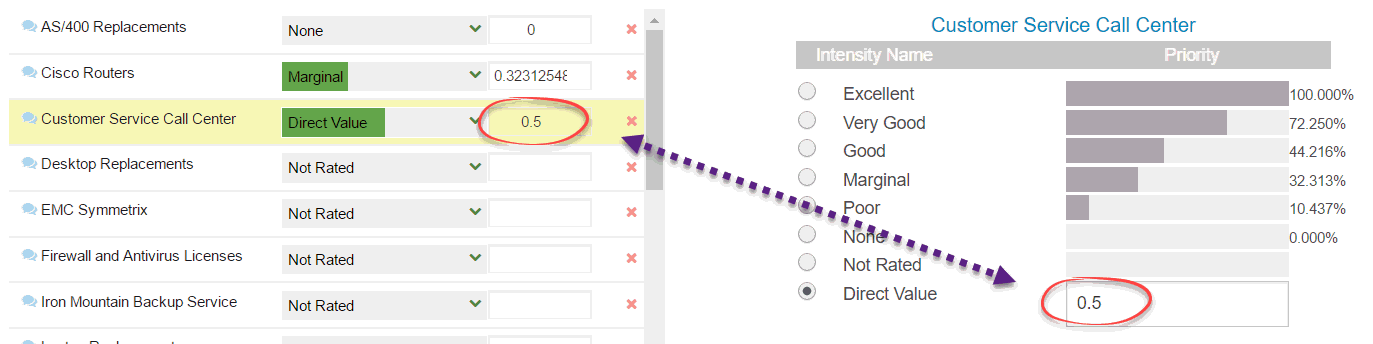 AS/400 Replacements None 0
Cisco Routers Marginal 0.32312548
Customer Service Call Center Direct Value 0.5
Desktop Replacements Not Rated
EMC Symmetrix Not Rated
Firewall and Antivirus Licenses Not Rated
Iron Mountain Backup Service Not Rated
Customer Service Call Center
Intensity Name Priority
Excellent 100.000%
Very Good 72.250%
Good 44.216%
Marginal 32.313%
Poor 10.437%
None 0.000%
Not Rated
Direct Value 0.5